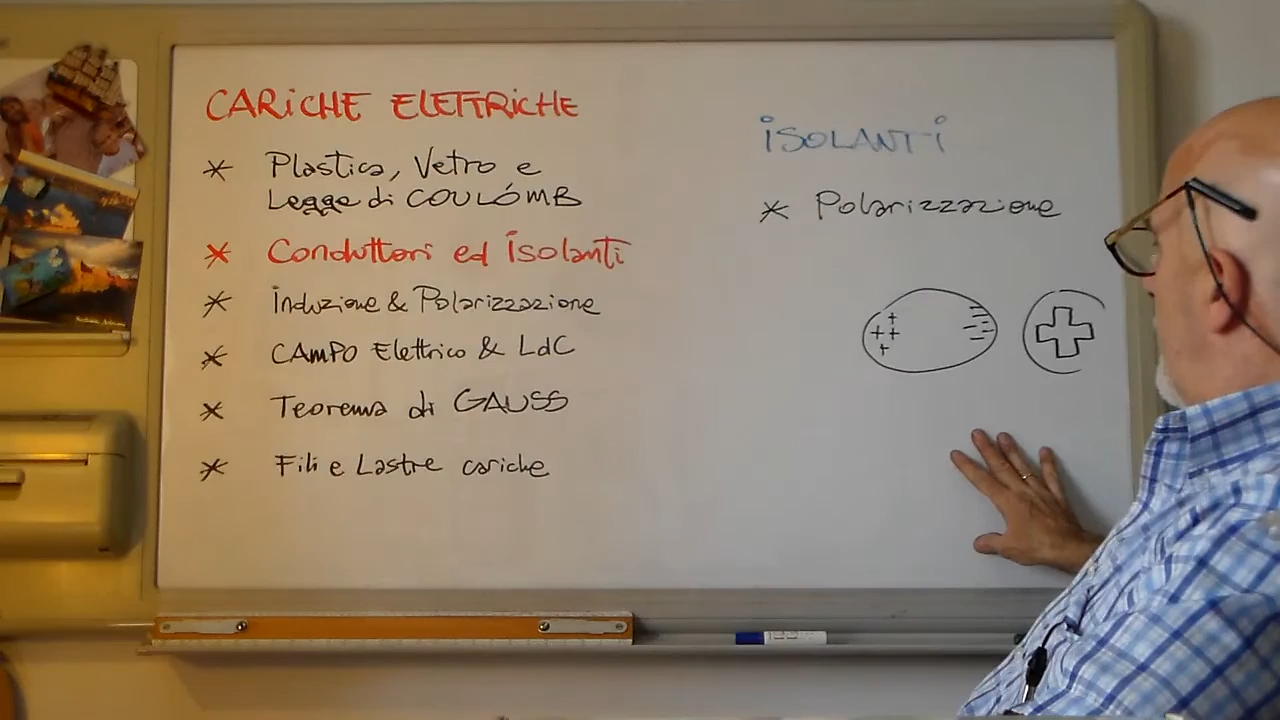 CARICHE ELETTRICHE
* Plastica, Vetro e
Legge di COULÓMB
* Conduttori ed isolanti
* Induzione & Polarizzazione
* CAMPO Elettrico & LdC
* Teorema di GAUSS
* Fili e Lastre cariche
ISOLANTI
* Polarizzazione